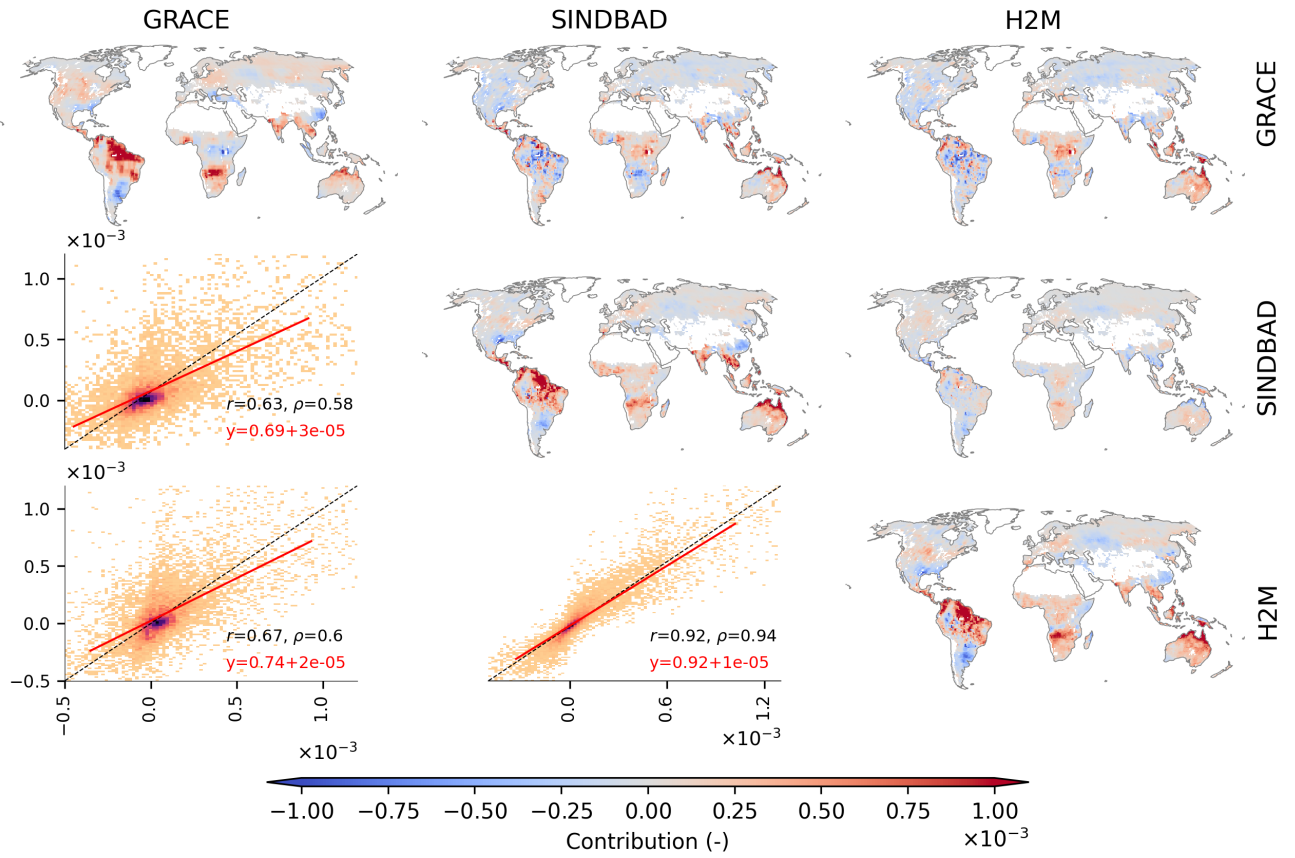 GRACE SINDBAD H2M
GRACE
×10⁻³
1.0
0.5
0.0
r=0.63, ρ=0.58
y=0.69+3e-05
SINDBAD
×10⁻³
1.0
0.5
0.0
−0.5
r=0.67, ρ=0.6
y=0.74+2e-05
r=0.92, ρ=0.94
y=0.92+1e-05
H2M
−0.5 0.0 0.5 1.0
×10⁻³
0.0 0.6 1.2
×10⁻³
−1.00 −0.75 −0.50 −0.25 0.00 0.25 0.50 0.75 1.00
×10⁻³
Contribution (-)